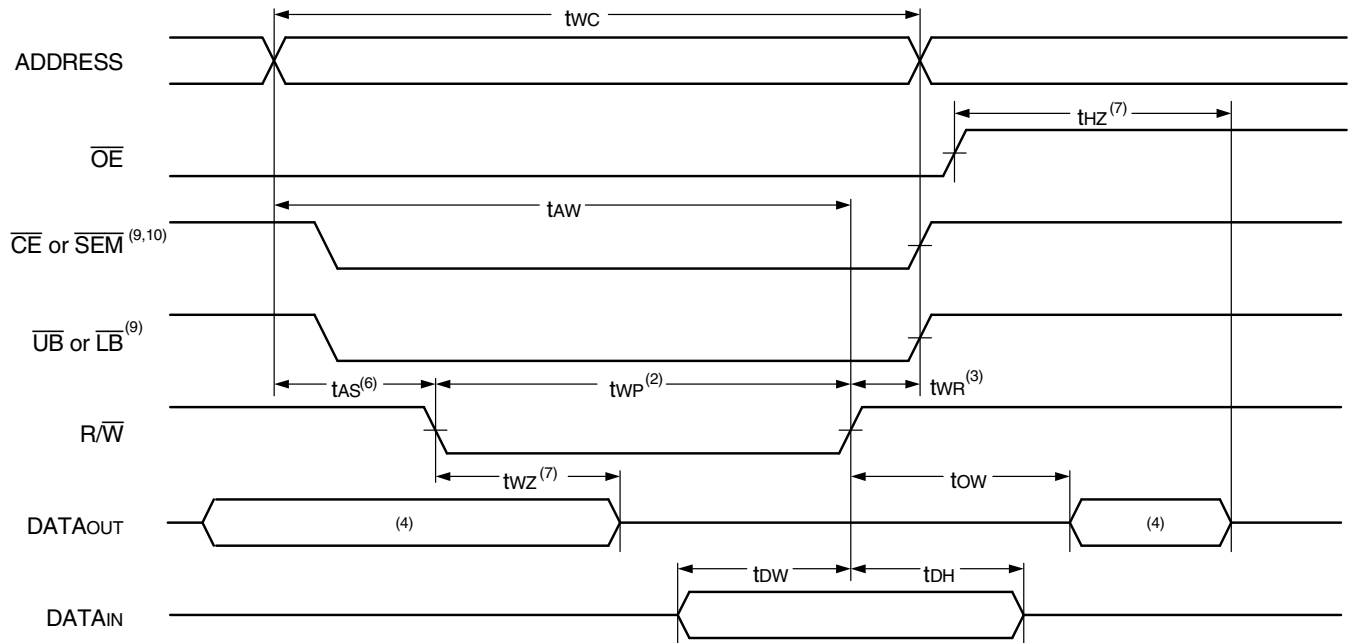 tWC
ADDRESS
tHZ(7)
OE
tAW
CE or SEM (9,10)
UB or LB(9)
tAS(6) tWP(2) tWR(3)
R/W
tWZ(7) tOW
DATAOUT (4) (4)
tDW tDH
DATAIN